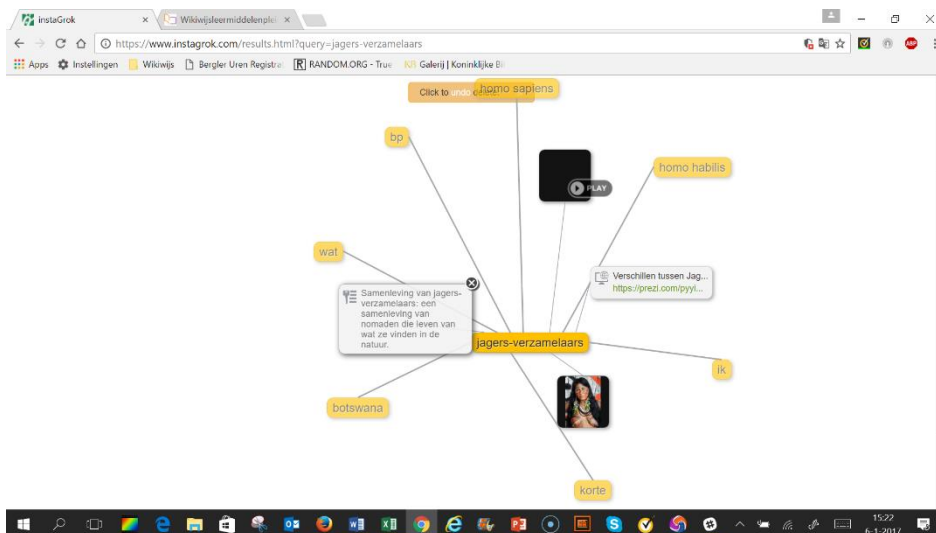 instaGrok
Wikiwijsleermiddelenplei
https://www.instagrok.com/results.html?query=jagers-verzamelaars
Apps Instellingen Wikiwijs Bergler Uren Registra RANDOM.ORG - True Galerij | Koninklijke Bi
Click to undo delete.
homo sapiens
bp
homo habilis
PLAY
wat
Verschillen tussen Jag...
https://prezi.com/pyyi...
Samenleving van jagers-
verzamelaars: een
samenleving van
nomaden die leven van
wat ze vinden in de
natuur.
jagers-verzamelaars
ik
botswana
korte
15:22
6-1-2017